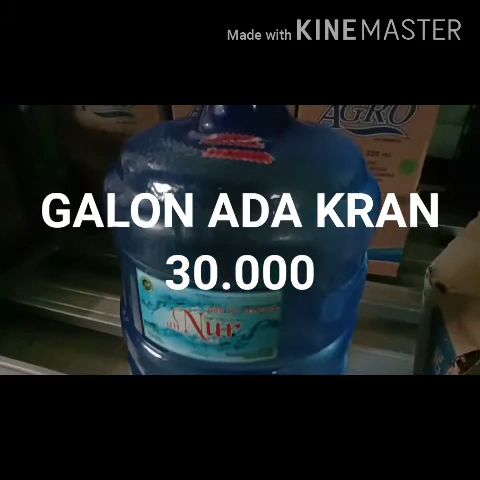 Made with KINEMASTER
AGRO
GALON ADA KRAN
30.000
Nur